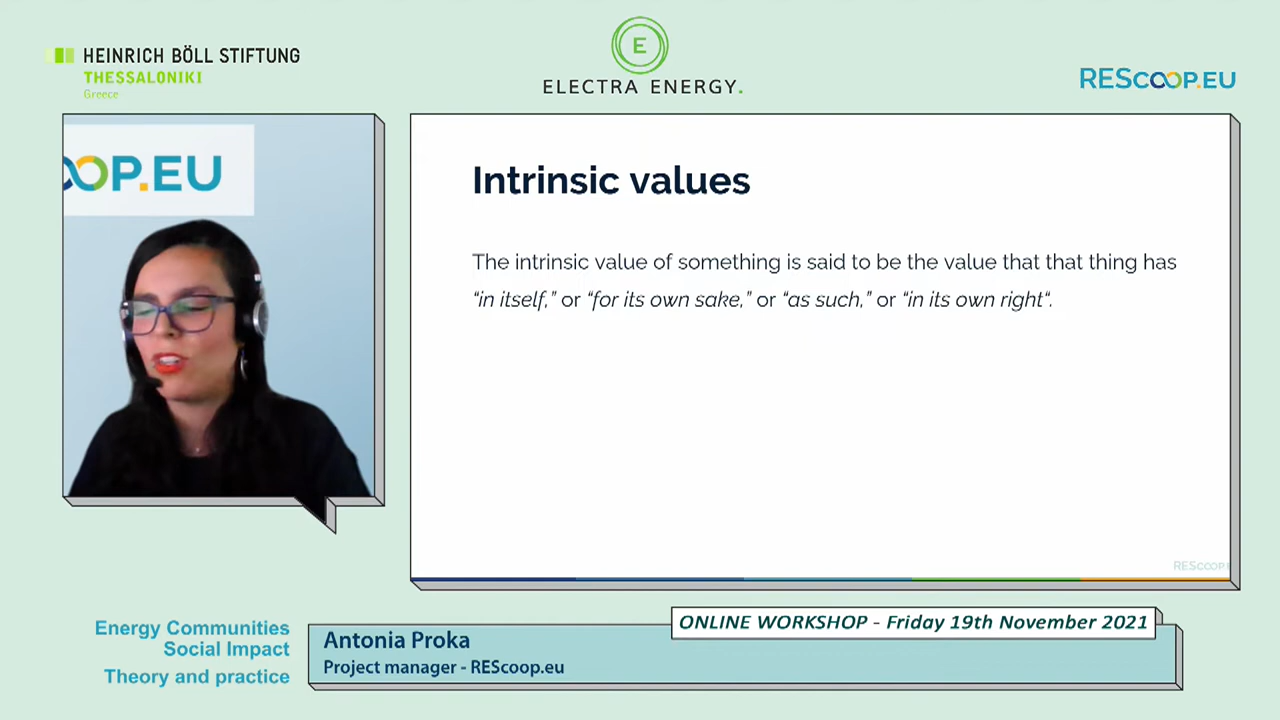 HEINRICH BÖLL STIFTUNG
THESSALONIKI
Greece
E
ELECTRA ENERGY.
REScoop.EU
OOP.EU
Intrinsic values
The intrinsic value of something is said to be the value that that thing has
“in itself,” or “for its own sake,” or “as such,” or “in its own right“.
REScoop.
ONLINE WORKSHOP - Friday 19th November 2021
Energy Communities
Social Impact
Theory and practice
Antonia Proka
Project manager - REScoop.eu